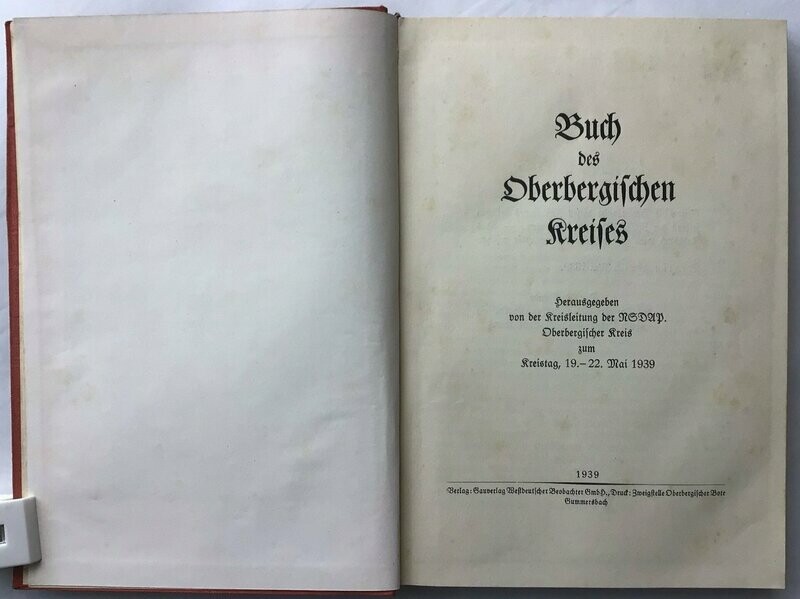 Buch
des
Oberbergiſchen
Kreiſes
Herausgegeben
von der Kreisleitung der NSDAP.
Oberbergiſcher Kreis
zum
Kreistag, 19.–22. Mai 1939
1939
Verlag: Gauverlag Weſtdeutſcher Beobachter GmbH., Druck: Zweigſtelle Oberbergiſcher Bote
Gummersbach